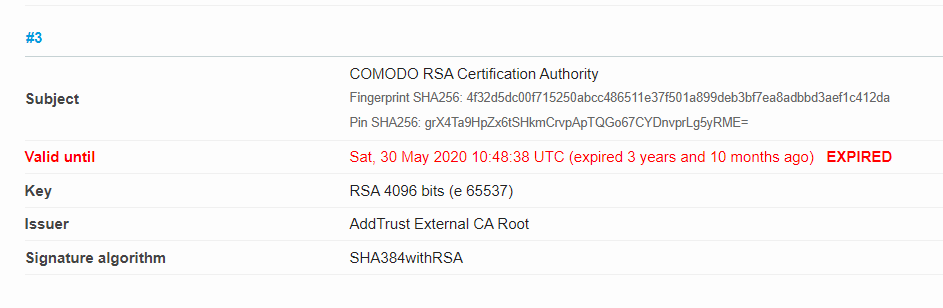 #3
Subject
COMODO RSA Certification Authority
Fingerprint SHA256: 4f32d5dc00f715250abcc486511e37f501a899deb3bf7ea8adbbd3aef1c412da
Pin SHA256: grX4Ta9HpZx6tSHkmCrvpApTQGo67CYDnvprLg5yRME=
Valid until Sat, 30 May 2020 10:48:38 UTC (expired 3 years and 10 months ago) EXPIRED
Key RSA 4096 bits (e 65537)
Issuer AddTrust External CA Root
Signature algorithm SHA384withRSA